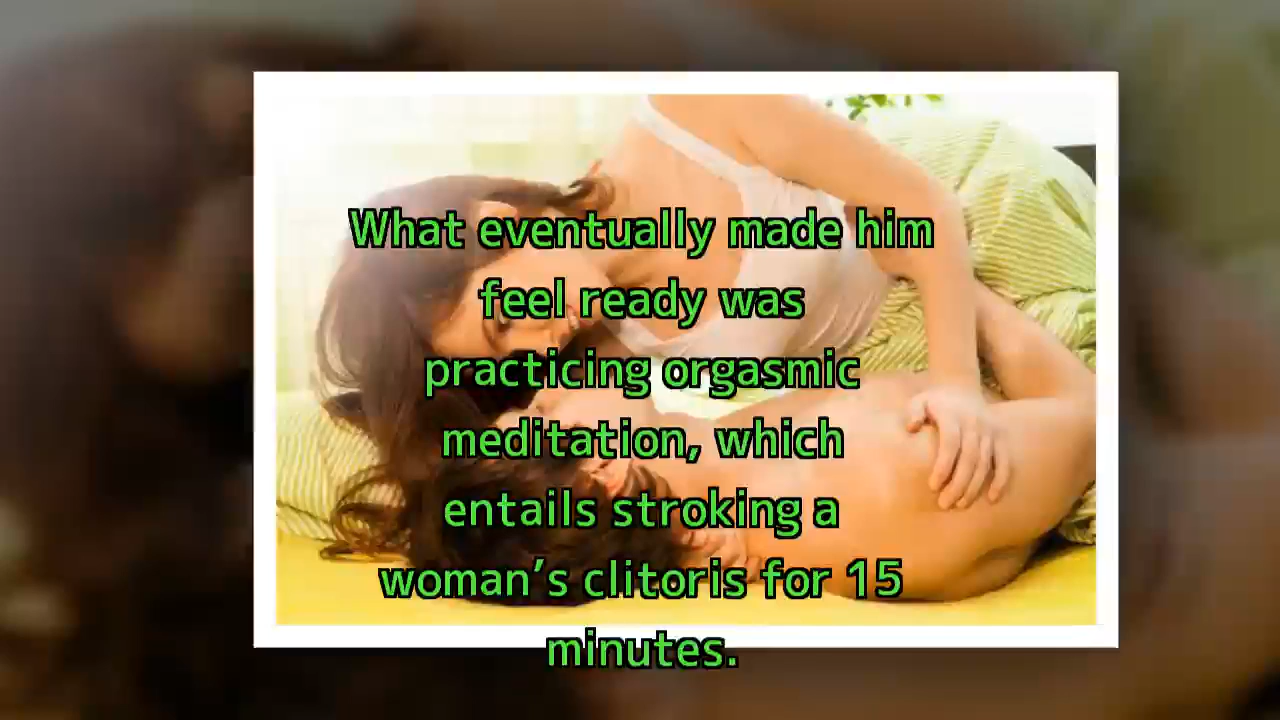 What eventually made him
feel ready was
practicing orgasmic
meditation, which
entails stroking a
woman’s clitoris for 15
minutes.